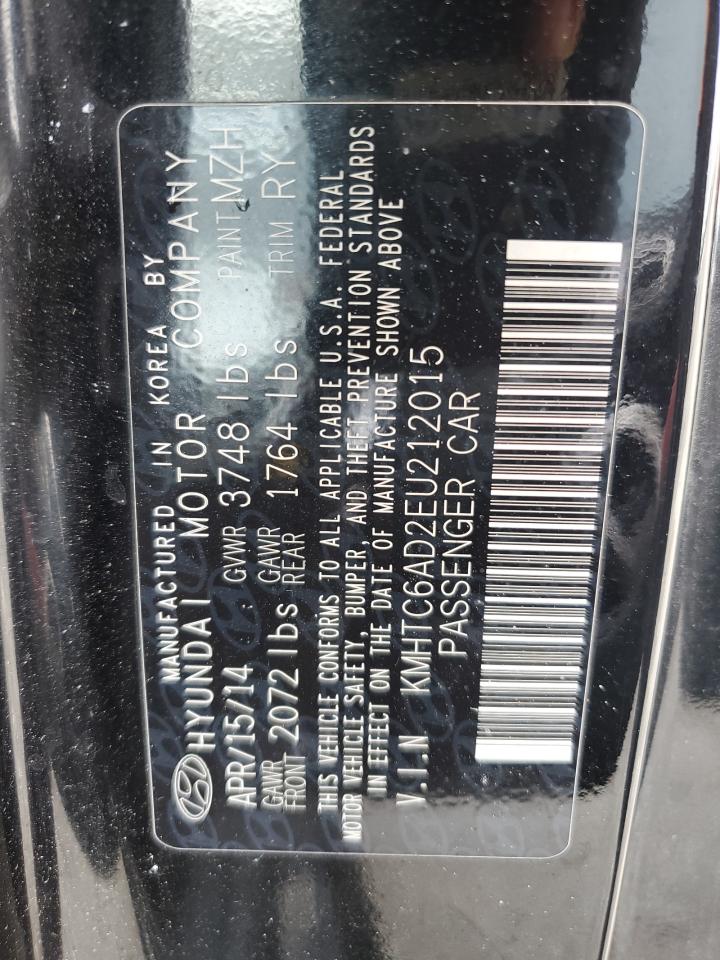 MANUFACTURED IN KOREA BY
HYUNDAI MOTOR COMPANY
APR/15/14 GVWR 3748 lbs PAINT MZH
GAWR FRONT 2072 lbs GAWR REAR 1764 lbs TRIM RY
THIS VEHICLE CONFORMS TO ALL APPLICABLE U.S.A. FEDERAL
MOTOR VEHICLE SAFETY, BUMPER AND THEFT PREVENTION STANDARDS
IN EFFECT ON THE DATE OF MANUFACTURE SHOWN ABOVE
V.I.N KMHTC6AD2EU212015
PASSENGER CAR